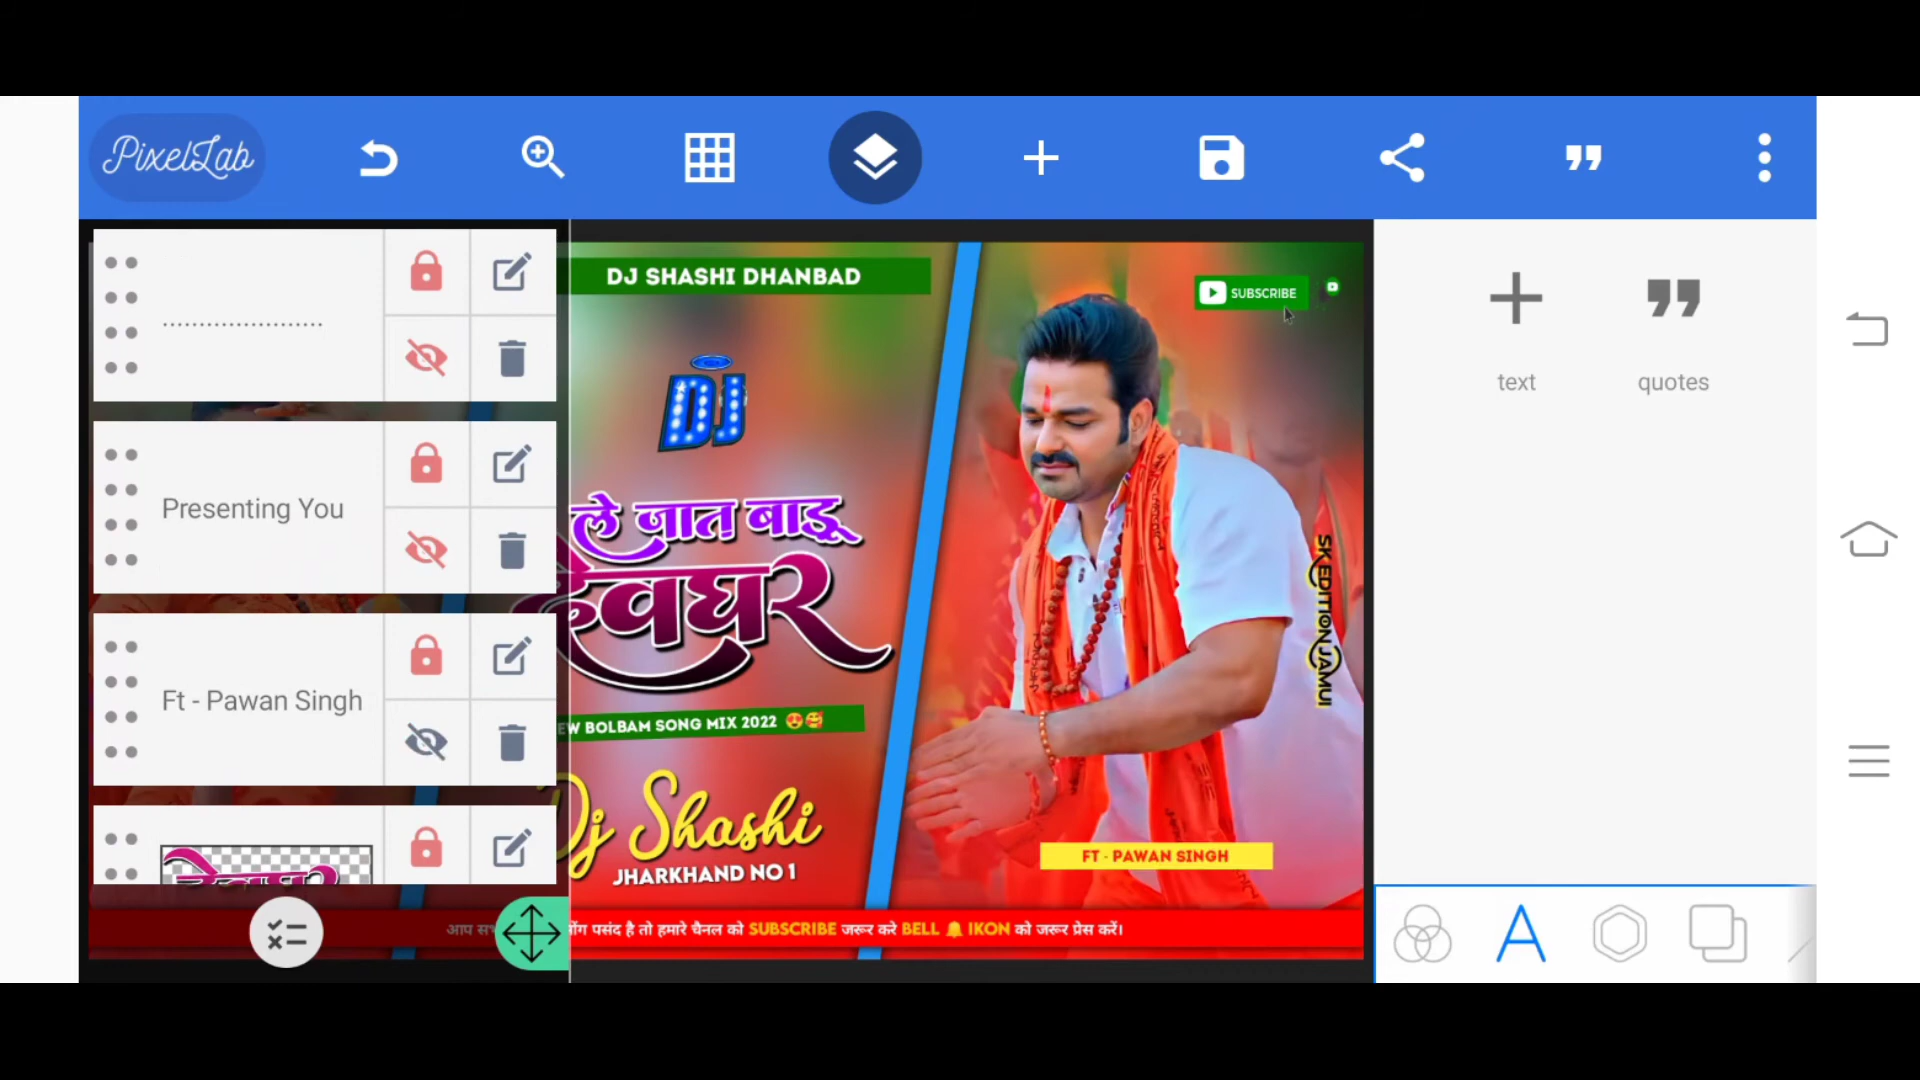 PixelLab
text
quotes
.......................
Presenting You
Ft - Pawan Singh
DJ SHASHI DHANBAD
SUBSCRIBE
DJ
ले जात बाडू
देवघर
EW BOLBAM SONG MIX 2022 😍🥰
Dj Shashi
JHARKHAND NO 1
SK EDITION JAMUI
FT - PAWAN SINGH
पसंद है तो हमारे चैनल को SUBSCRIBE जरूर करे BELL 🔔 IKON को जरूर प्रेस करें।